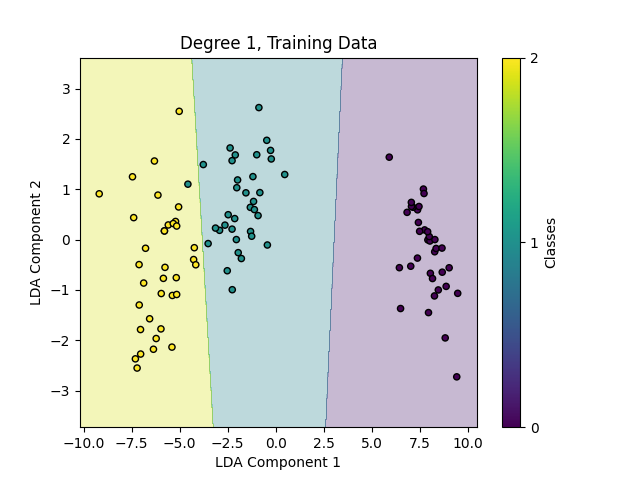 Degree 1, Training Data
3
2
1
0
−1
−2
−3
LDA Component 2
−10.0 −7.5 −5.0 −2.5 0.0 2.5 5.0 7.5 10.0
LDA Component 1
2
1
0
Classes